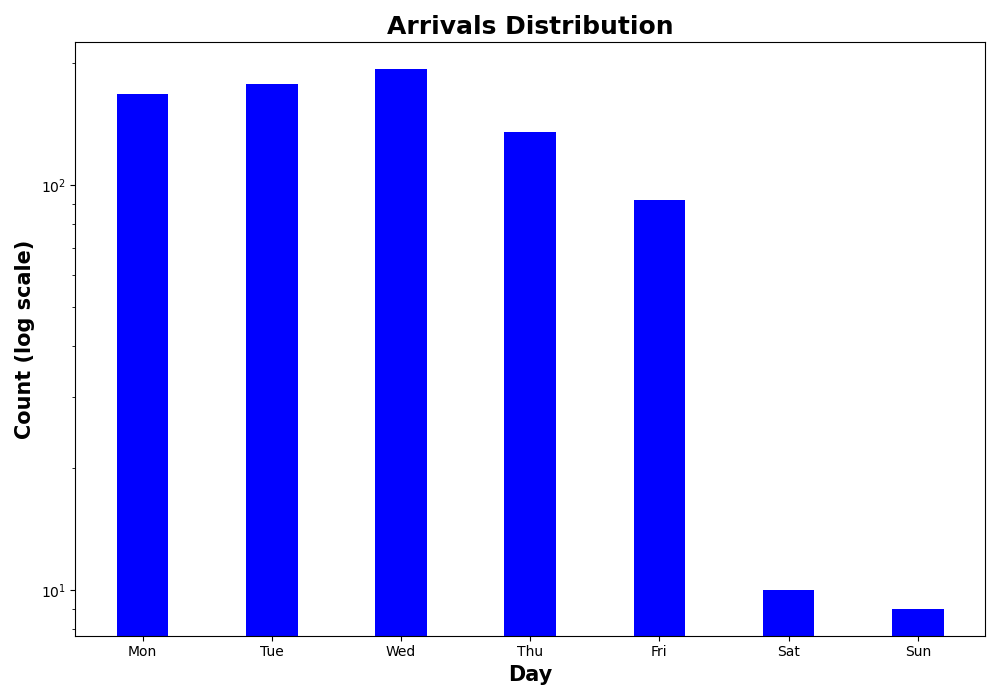 Arrivals Distribution
Count (log scale)
10²
10¹
Mon Tue Wed Thu Fri Sat Sun
Day